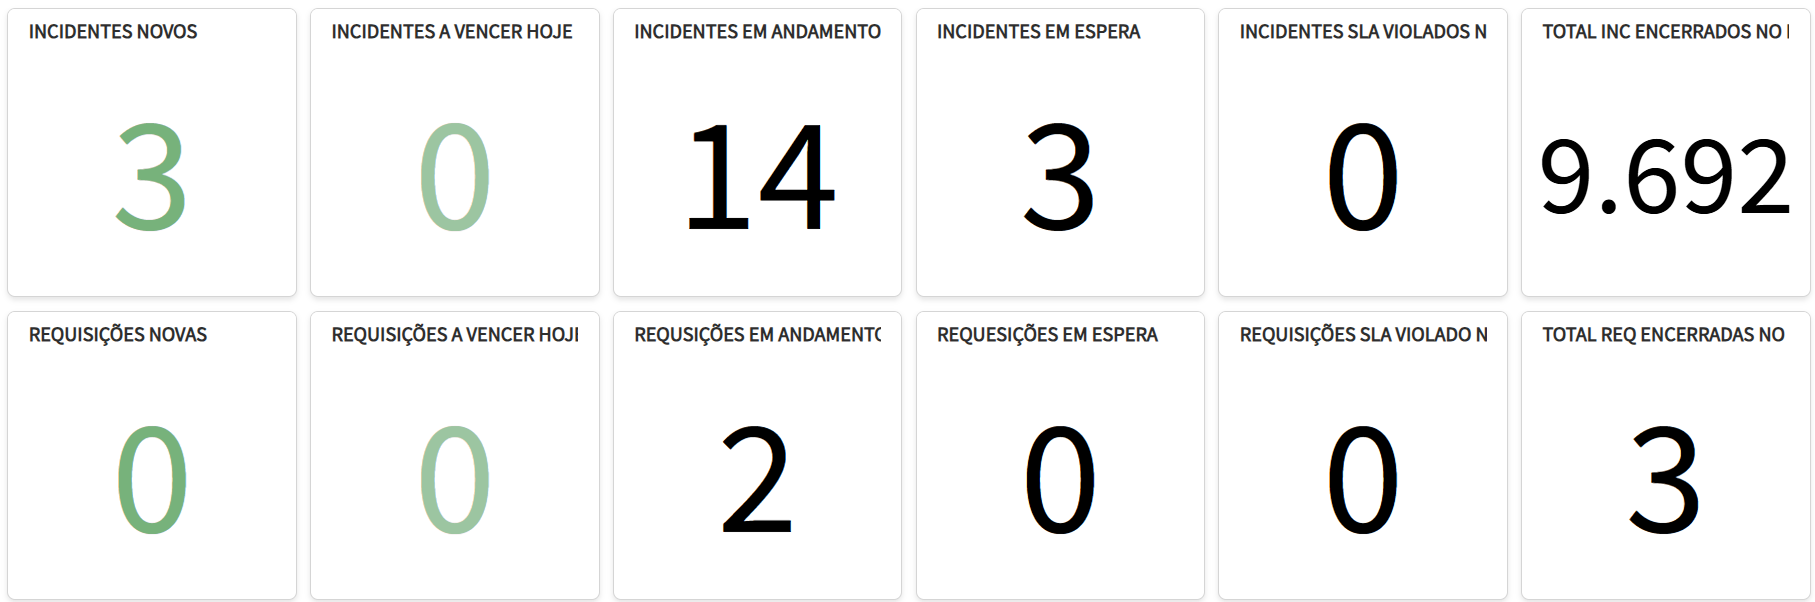 INCIDENTES NOVOS
INCIDENTES A VENCER HOJE
INCIDENTES EM ANDAMENTO
INCIDENTES EM ESPERA
INCIDENTES SLA VIOLADOS N
TOTAL INC ENCERRADOS NO
3
0
14
3
0
9.692
REQUISIÇÕES NOVAS
REQUISIÇÕES A VENCER HOJE
REQUSIÇÕES EM ANDAMENTO
REQUESIÇÕES EM ESPERA
REQUISIÇÕES SLA VIOLADO N
TOTAL REQ ENCERRADAS NO
0
0
2
0
0
3